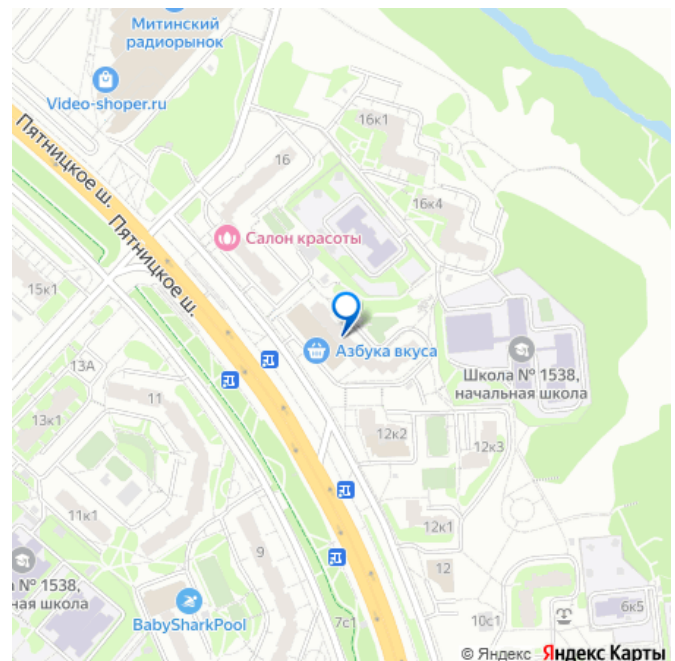 Митинский
радиорынок
Video-shoper.ru
16к1
Пятницкое ш.
16
16к4
Салон красоты
Пятницкое ш.
15к1
Азбука вкуса
13А
Школа № 1538,
начальная школа
11
13к1
12к2
12к3
11к1
12к1
9
12
№ 1538,
ная школа
BabySharkPool
7с1
10с1
6к5
© Яндекс Яндекс Карты